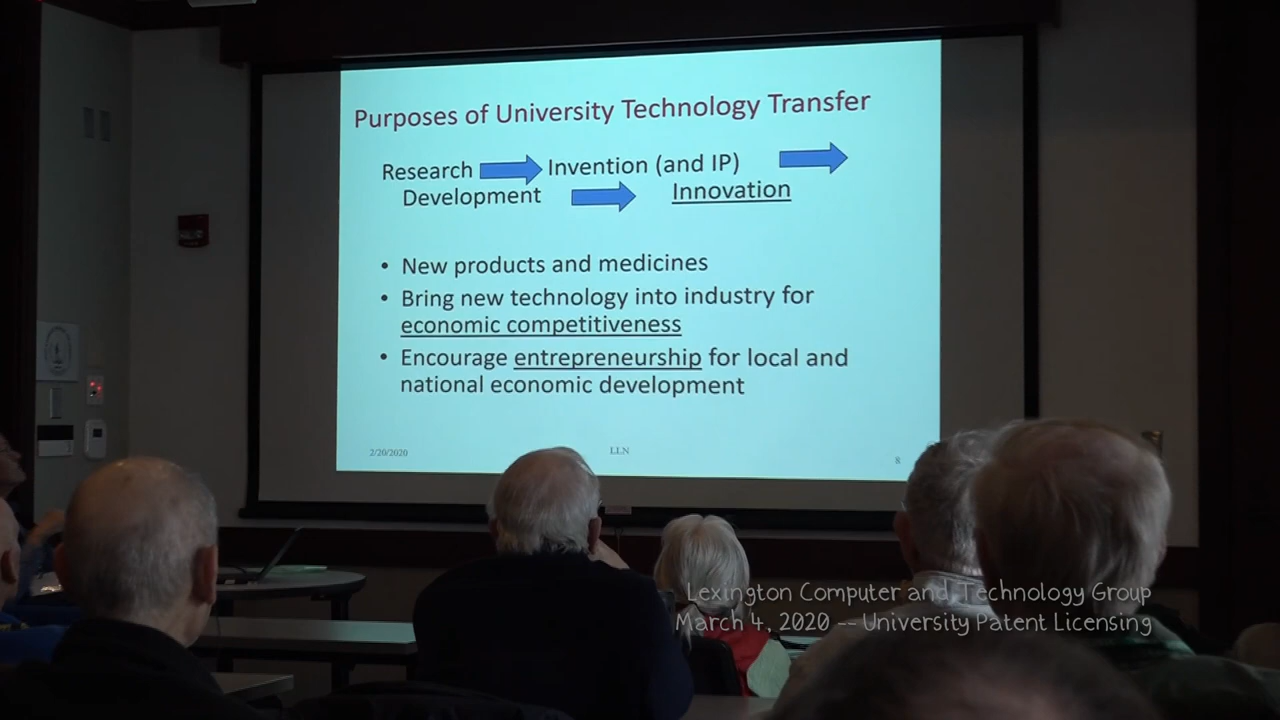 Purposes of University Technology Transfer
Research Invention (and IP)
Development Innovation
• New products and medicines
• Bring new technology into industry for
economic competitiveness
• Encourage entrepreneurship for local and
national economic development
2/20/2020 LLN 8
Lexington Computer and Technology Group
March 4, 2020 -- University Patent Licensing